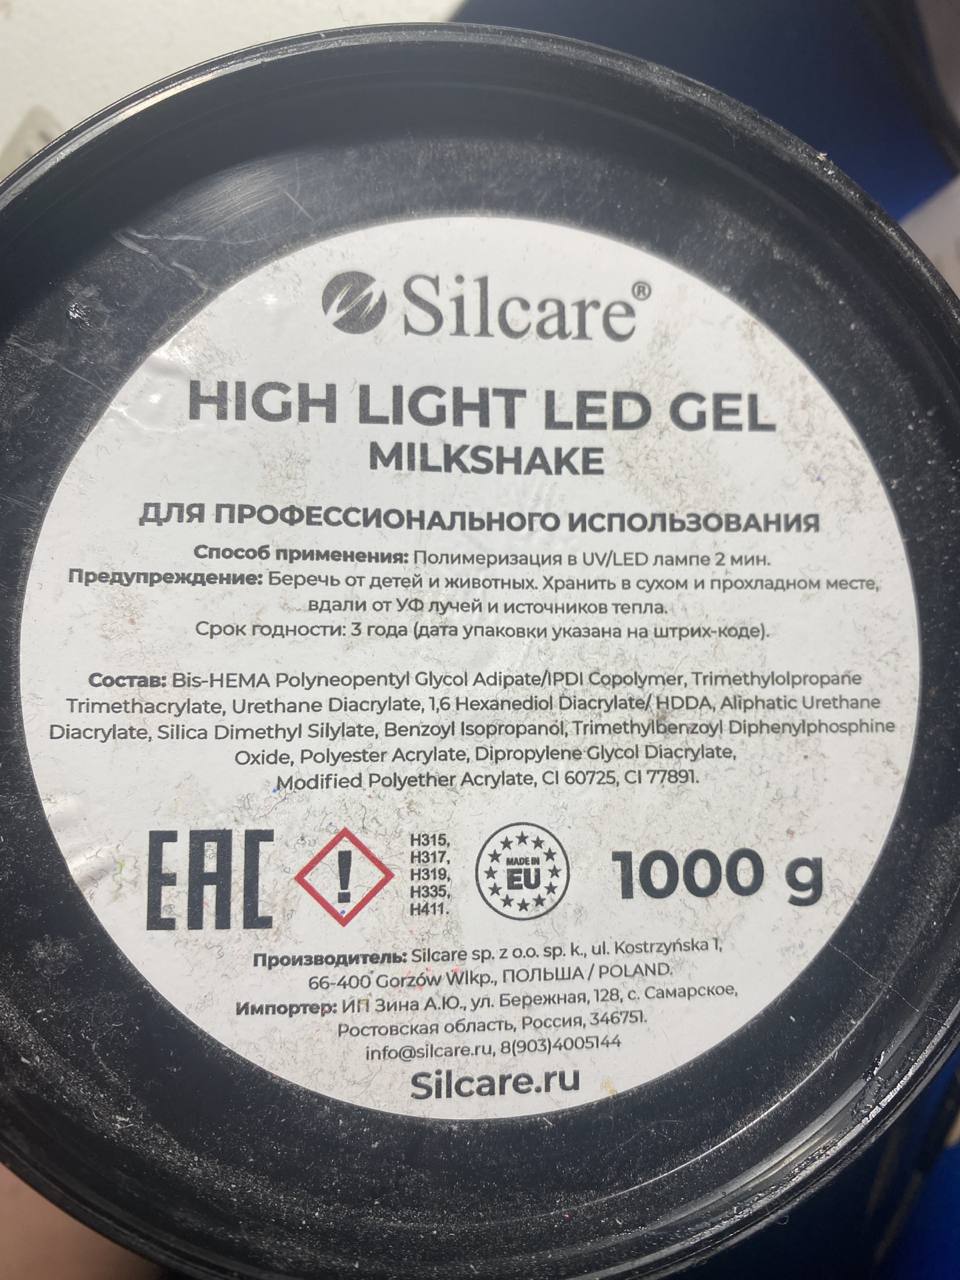 Silcare®
HIGH LIGHT LED GEL
MILKSHAKE
ДЛЯ ПРОФЕССИОНАЛЬНОГО ИСПОЛЬЗОВАНИЯ
Способ применения: Полимеризация в UV/LED лампе 2 мин.
Предупреждение: Беречь от детей и животных. Хранить в сухом и прохладном месте,
вдали от УФ лучей и источников тепла.
Срок годности: 3 года (дата упаковки указана на штрих-коде).
Состав: Bis-HEMA Polyneopentyl Glycol Adipate/IPDI Copolymer, Trimethylolpropane
Trimethacrylate, Urethane Diacrylate, 1,6 Hexanediol Diacrylate/ HDDA, Aliphatic Urethane
Diacrylate, Silica Dimethyl Silylate, Benzoyl Isopropanol, Trimethylbenzoyl Diphenylphosphine
Oxide, Polyester Acrylate, Dipropylene Glycol Diacrylate,
Modified Polyether Acrylate, CI 60725, CI 77891.
EAC
H315,
H317,
H319,
H335,
H411.
MADE IN
EU
1000 g
Производитель: Silcare sp. z o.o. sp. k., ul. Kostrzyńska 1,
66-400 Gorzów Wlkp., ПОЛЬША / POLAND.
Импортер: ИП Зина А.Ю., ул. Бережная, 128, с. Самарское,
Ростовская область, Россия, 346751.
info@silcare.ru, 8(903)4005144
Silcare.ru